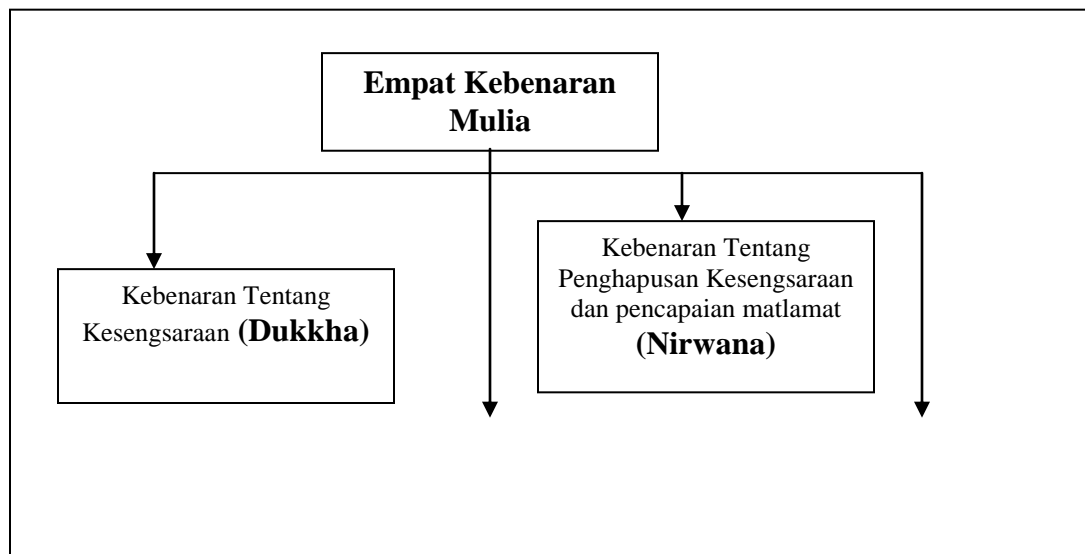 Empat Kebenaran
Mulia
Kebenaran Tentang
Kesengsaraan (Dukkha)
Kebenaran Tentang
Penghapusan Kesengsaraan
dan pencapaian matlamat
(Nirwana)